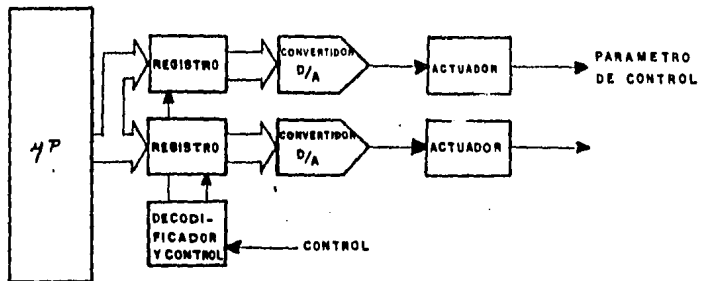 REGISTRO
CONVERTIDOR
D/A
ACTUADOR
PARAMETRO
DE CONTROL
μP
REGISTRO
CONVERTIDOR
D/A
ACTUADOR
DECODI-
FICADOR
Y CONTROL
CONTROL